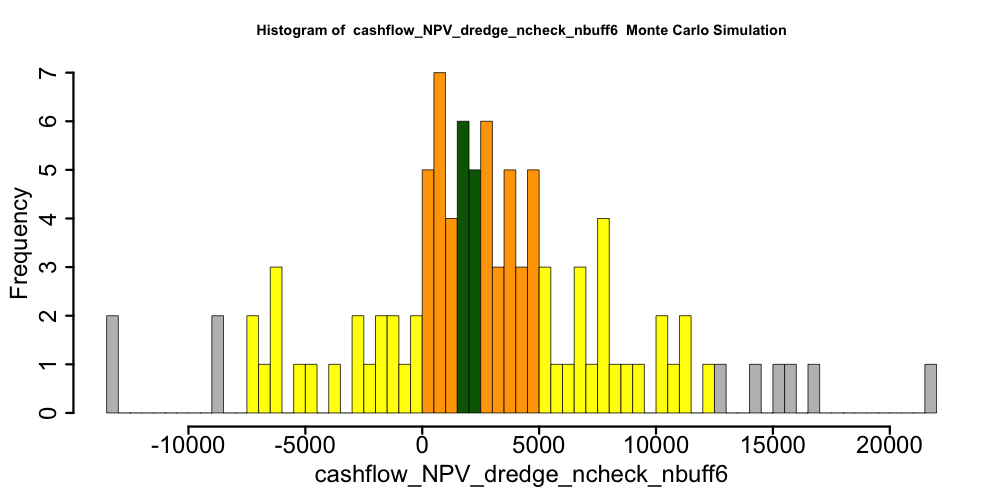 Histogram of  cashflow_NPV_dredge_ncheck_nbuff6  Monte Carlo Simulation
7
6
5
4
3
2
1
0
Frequency
-10000 -5000 0 5000 10000 15000 20000
cashflow_NPV_dredge_ncheck_nbuff6